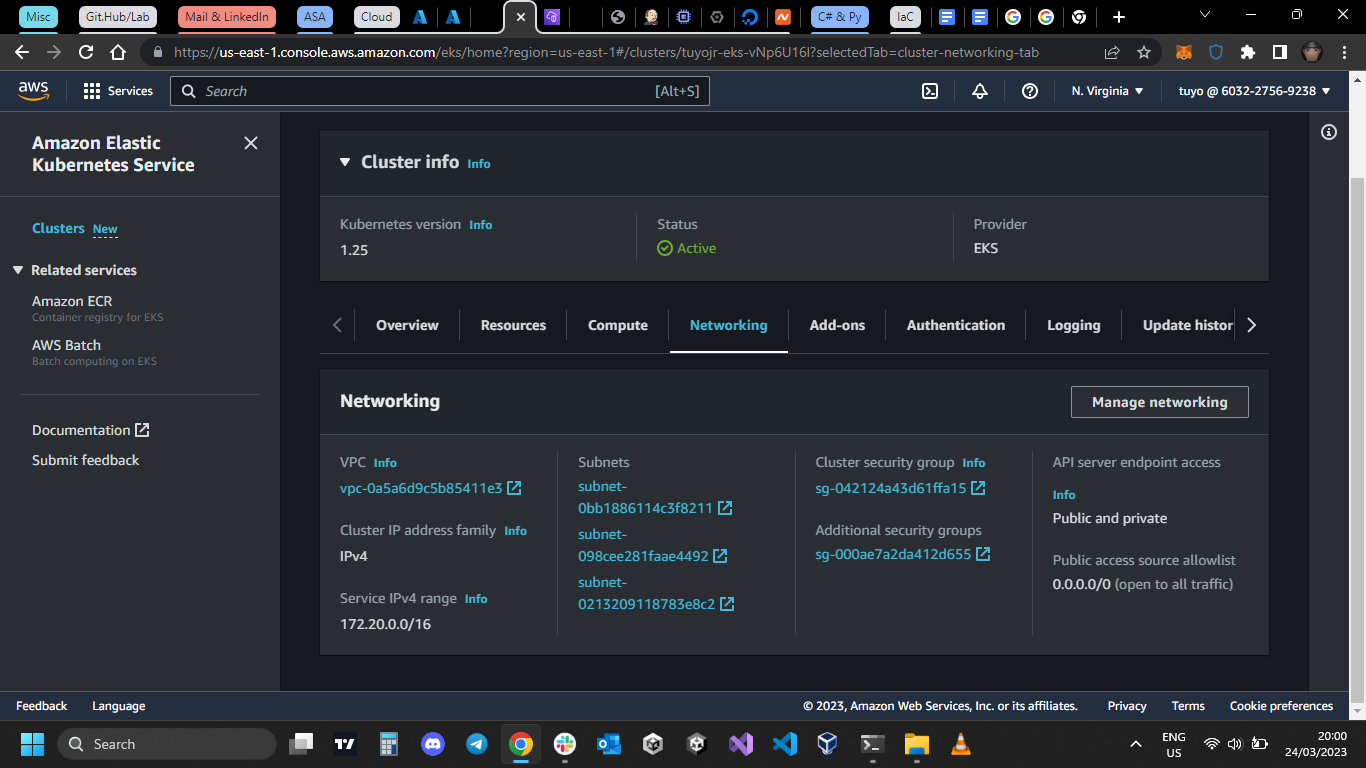 Misc
Git.Hub/Lab
Mail & LinkedIn
ASA
Cloud
C# & Py
IaC
https://us-east-1.console.aws.amazon.com/eks/home?region=us-east-1#/clusters/tuyojr-eks-vNp6U16l?selectedTab=cluster-networking-tab
aws
Services
Search
[Alt+S]
N. Virginia
tuyo @ 6032-2756-9238
Amazon Elastic
Kubernetes Service
Clusters New
Related services
Amazon ECR
Container registry for EKS
AWS Batch
Batch computing on EKS
Documentation
Submit feedback
Cluster info Info
Kubernetes version Info
1.25
Status
Active
Provider
EKS
Overview
Resources
Compute
Networking
Add-ons
Authentication
Logging
Update histor
Networking
Manage networking
VPC Info
vpc-0a5a6d9c5b85411e3
Cluster IP address family Info
IPv4
Service IPv4 range Info
172.20.0.0/16
Subnets
subnet-
0bb1886114c3f8211
subnet-
098cee281faae4492
subnet-
0213209118783e8c2
Cluster security group Info
sg-042124a43d61ffa15
Additional security groups
sg-000ae7a2da412d655
API server endpoint access
Info
Public and private
Public access source allowlist
0.0.0.0/0 (open to all traffic)
Feedback
Language
© 2023, Amazon Web Services, Inc. or its affiliates.
Privacy
Terms
Cookie preferences
Search
ENG
US
20:00
24/03/2023